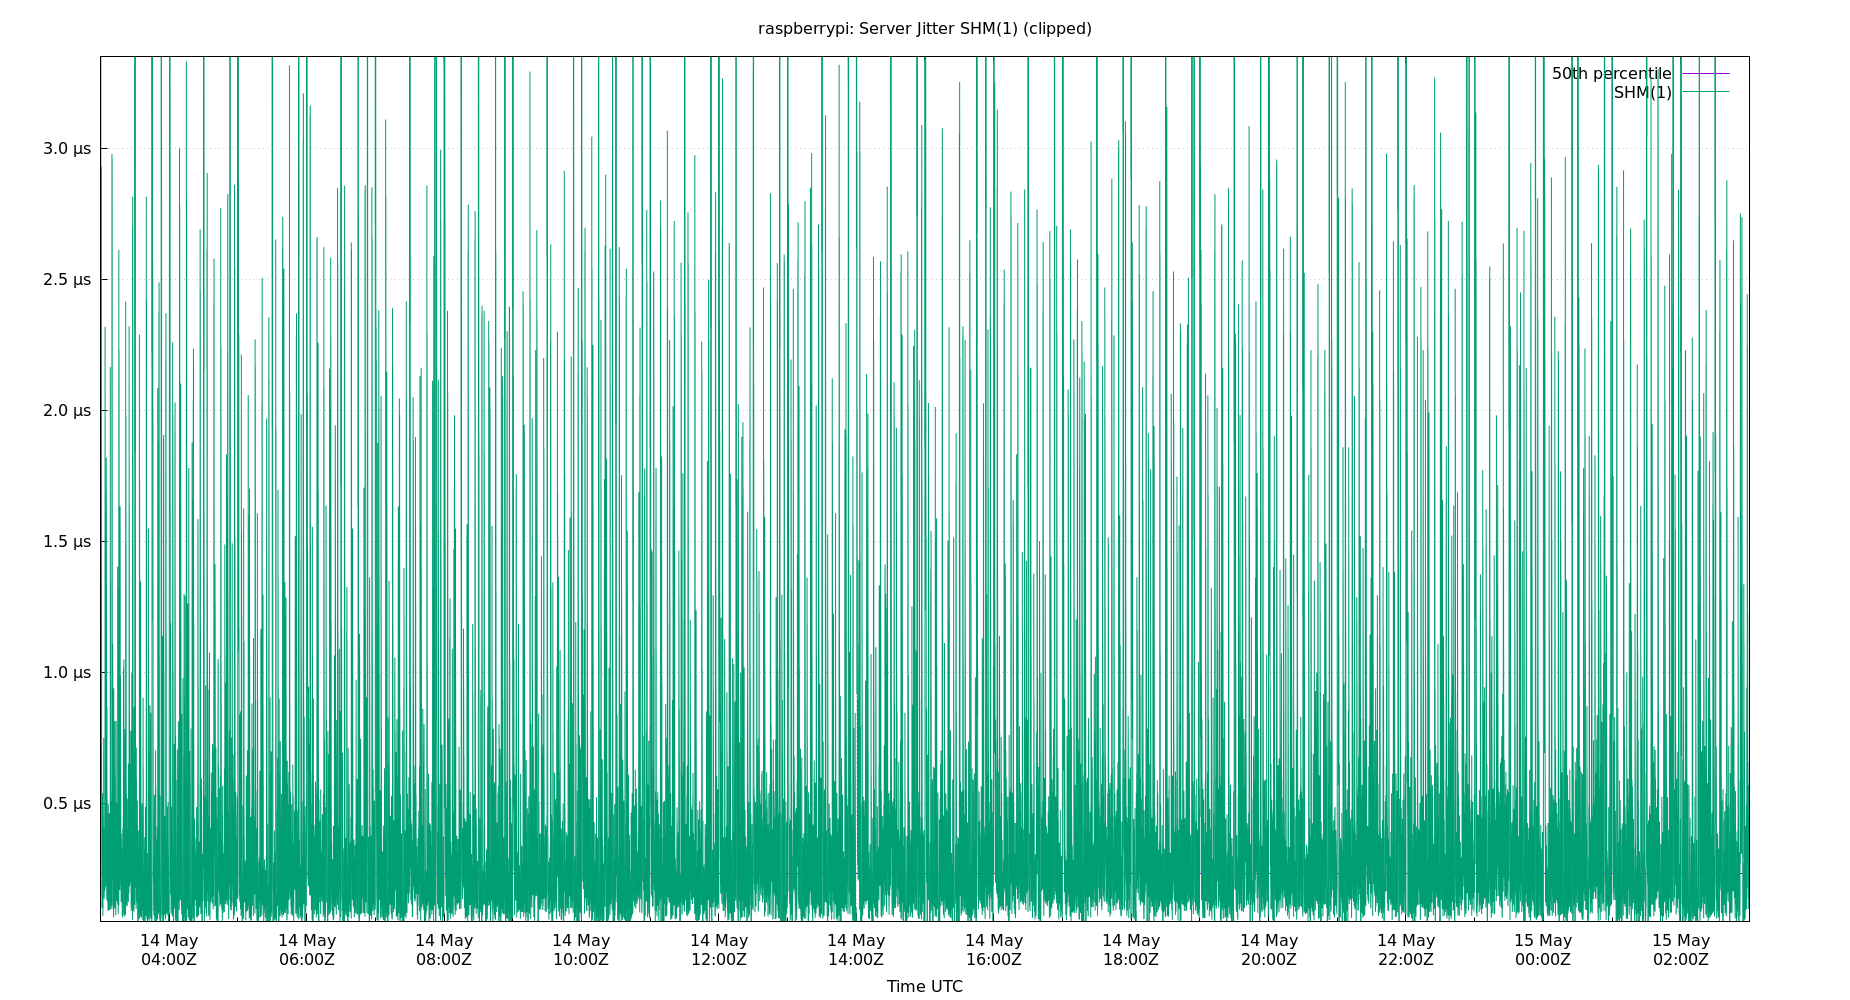 raspberrypi: Server Jitter SHM(1) (clipped)
50th percentile
SHM(1)
3.0 µs
2.5 µs
2.0 µs
1.5 µs
1.0 µs
0.5 µs
14 May 14 May 14 May 14 May 14 May 14 May 14 May 14 May 14 May 14 May 15 May 15 May
04:00Z 06:00Z 08:00Z 10:00Z 12:00Z 14:00Z 16:00Z 18:00Z 20:00Z 22:00Z 00:00Z 02:00Z
Time UTC